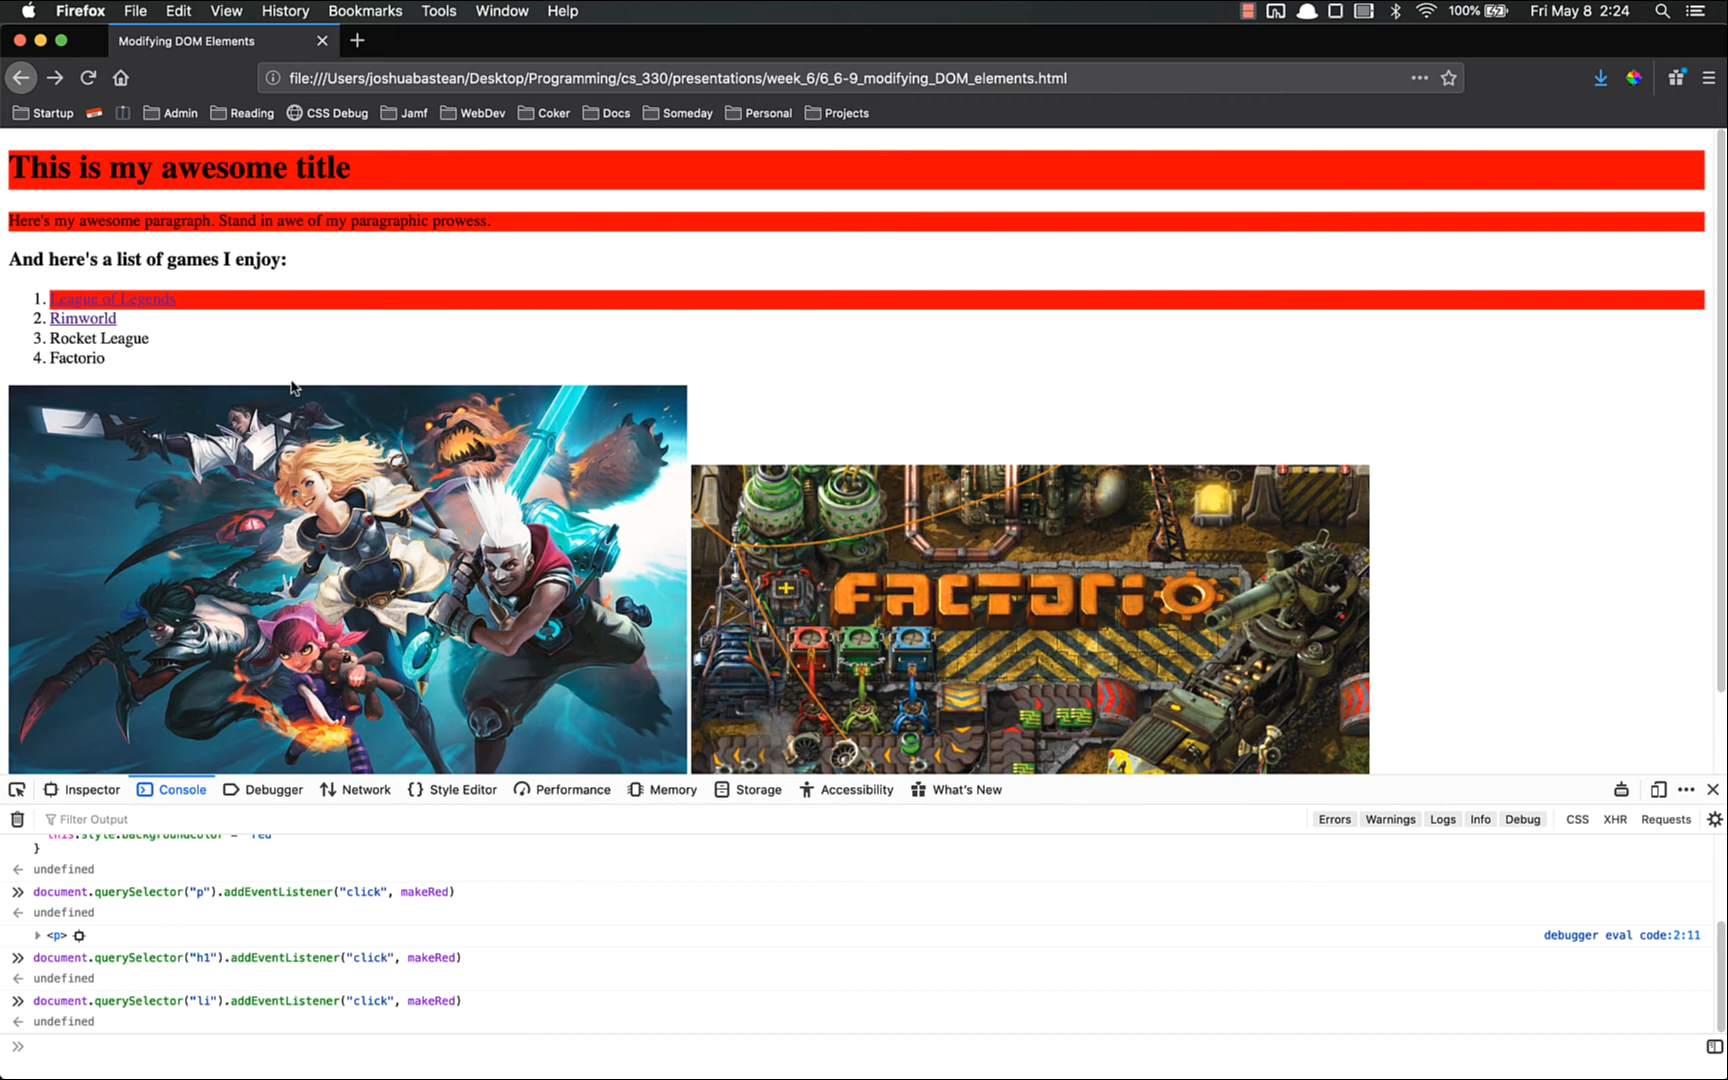 Firefox File Edit View History Bookmarks Tools Window Help 100% Fri May 8 2:24
Modifying DOM Elements
file:///Users/joshuabastean/Desktop/Programming/cs_330/presentations/week_6/6_6-9_modifying_DOM_elements.html
Startup Admin Reading CSS Debug Jamf WebDev Coker Docs Someday Personal Projects
This is my awesome title
Here's my awesome paragraph. Stand in awe of my paragraphic prowess.
And here's a list of games I enjoy:
1. League of Legends
2. Rimworld
3. Rocket League
4. Factorio
FACTORIO
Inspector Console Debugger Network {} Style Editor Performance Memory Storage Accessibility What's New
Filter Output Errors Warnings Logs Info Debug CSS XHR Requests
this.style.backgroundColor = "red"
}
undefined
document.querySelector("p").addEventListener("click", makeRed)
undefined
<p> debugger eval code:2:11
document.querySelector("h1").addEventListener("click", makeRed)
undefined
document.querySelector("li").addEventListener("click", makeRed)
undefined